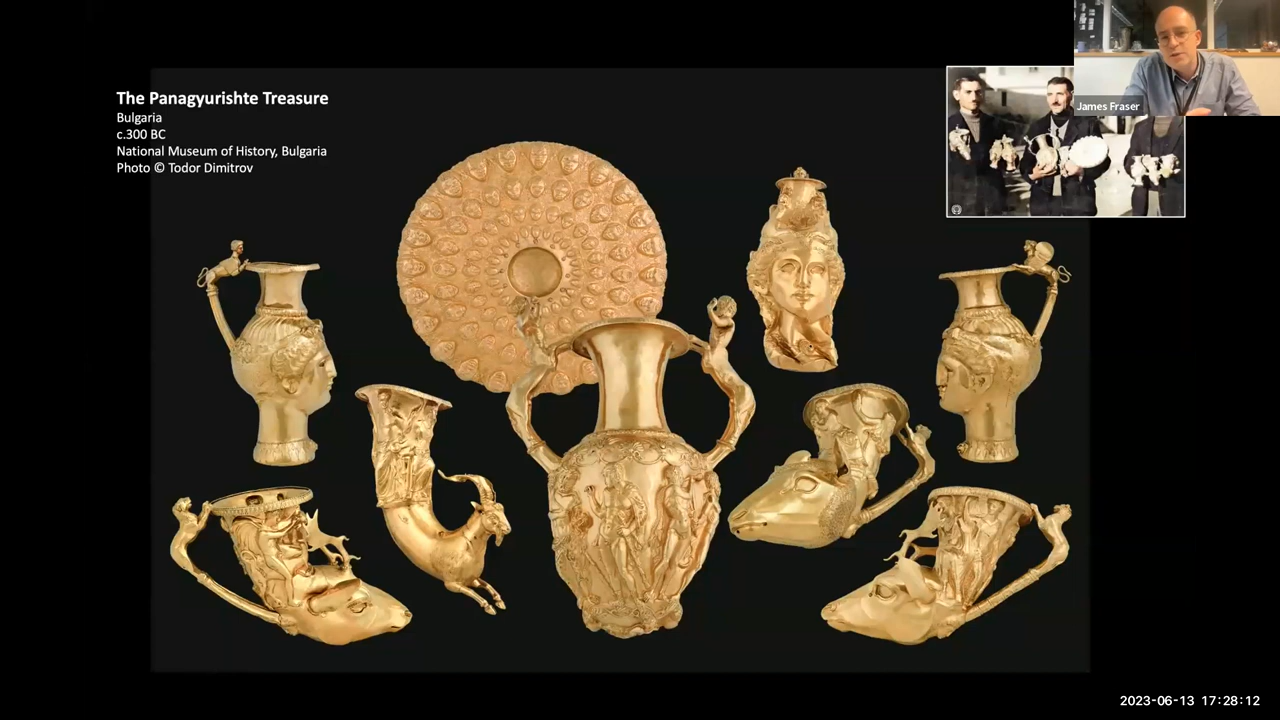 The Panagyurishte Treasure
Bulgaria
c.300 BC
National Museum of History, Bulgaria
Photo © Todor Dimitrov
James Fraser
2023-06-13 17:28:12